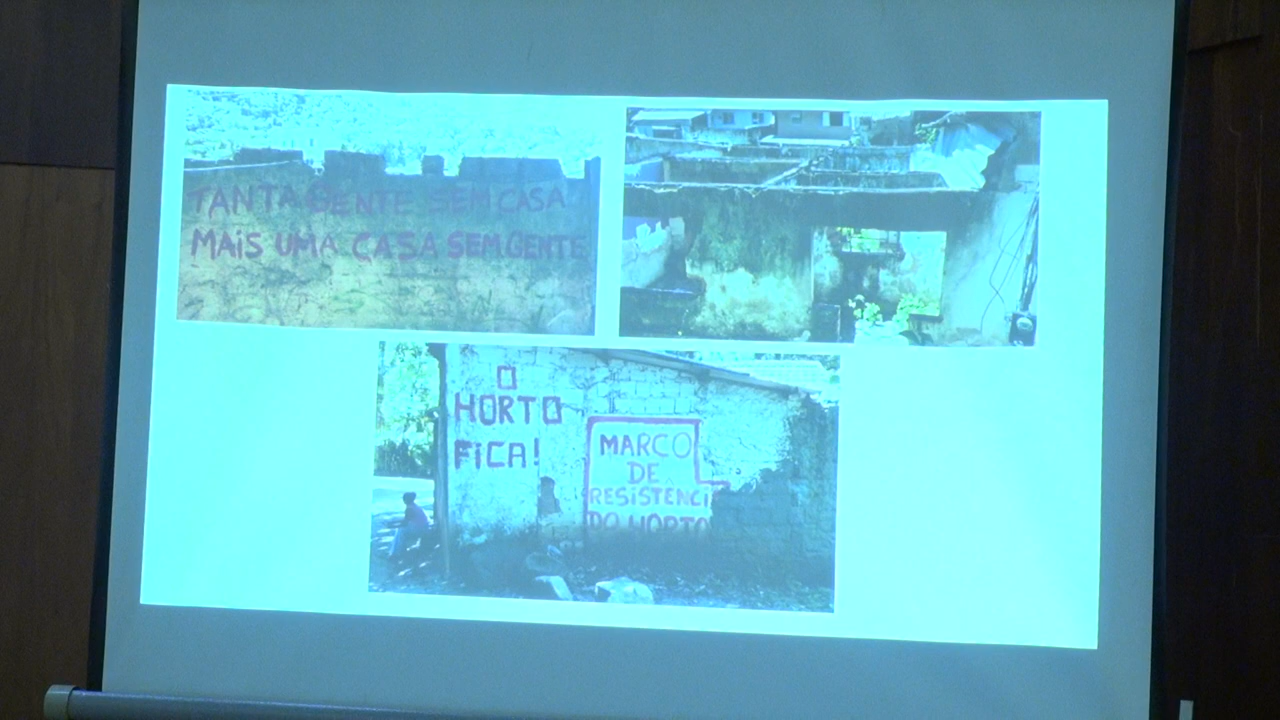 TANTA GENTE SEM CASA
MAIS UMA CASA SEM GENTE
O
HORTO
FICA!
MARCO
DE
RESISTENCI
DO HORTO